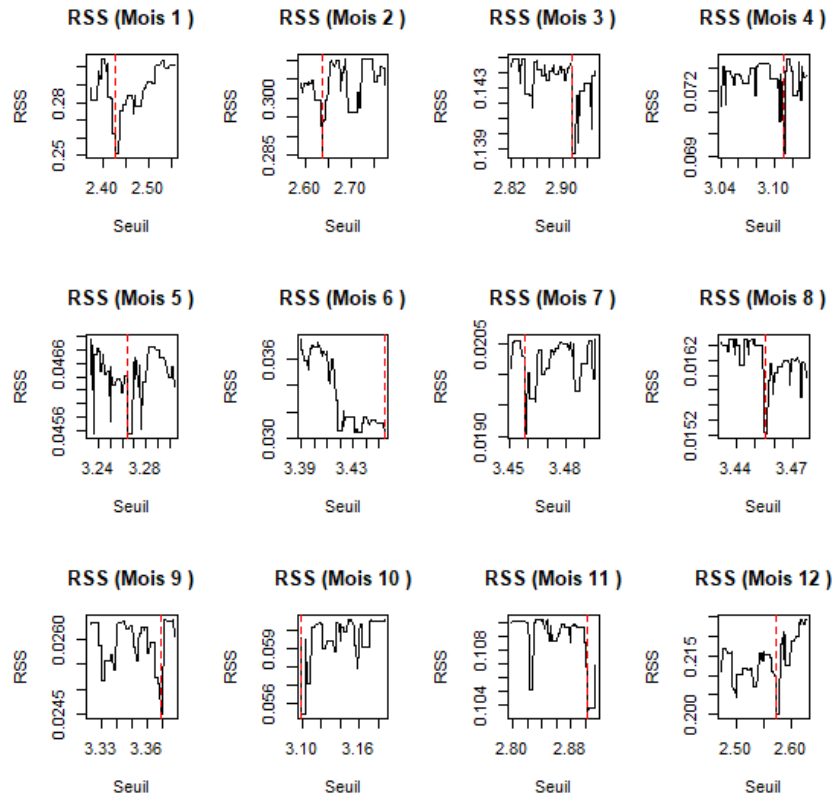 RSS (Mois 1 )
RSS
0.25 0.28
2.40 2.50
Seuil
RSS (Mois 2 )
RSS
0.285 0.300
2.60 2.70
Seuil
RSS (Mois 3 )
RSS
0.139 0.143
2.82 2.90
Seuil
RSS (Mois 4 )
RSS
0.069 0.072
3.04 3.10
Seuil
RSS (Mois 5 )
RSS
0.0456 0.0466
3.24 3.28
Seuil
RSS (Mois 6 )
RSS
0.030 0.036
3.39 3.43
Seuil
RSS (Mois 7 )
RSS
0.0190 0.0205
3.45 3.48
Seuil
RSS (Mois 8 )
RSS
0.0152 0.0162
3.44 3.47
Seuil
RSS (Mois 9 )
RSS
0.0245 0.0260
3.33 3.36
Seuil
RSS (Mois 10 )
RSS
0.056 0.059
3.10 3.16
Seuil
RSS (Mois 11 )
RSS
0.104 0.108
2.80 2.88
Seuil
RSS (Mois 12 )
RSS
0.200 0.215
2.50 2.60
Seuil